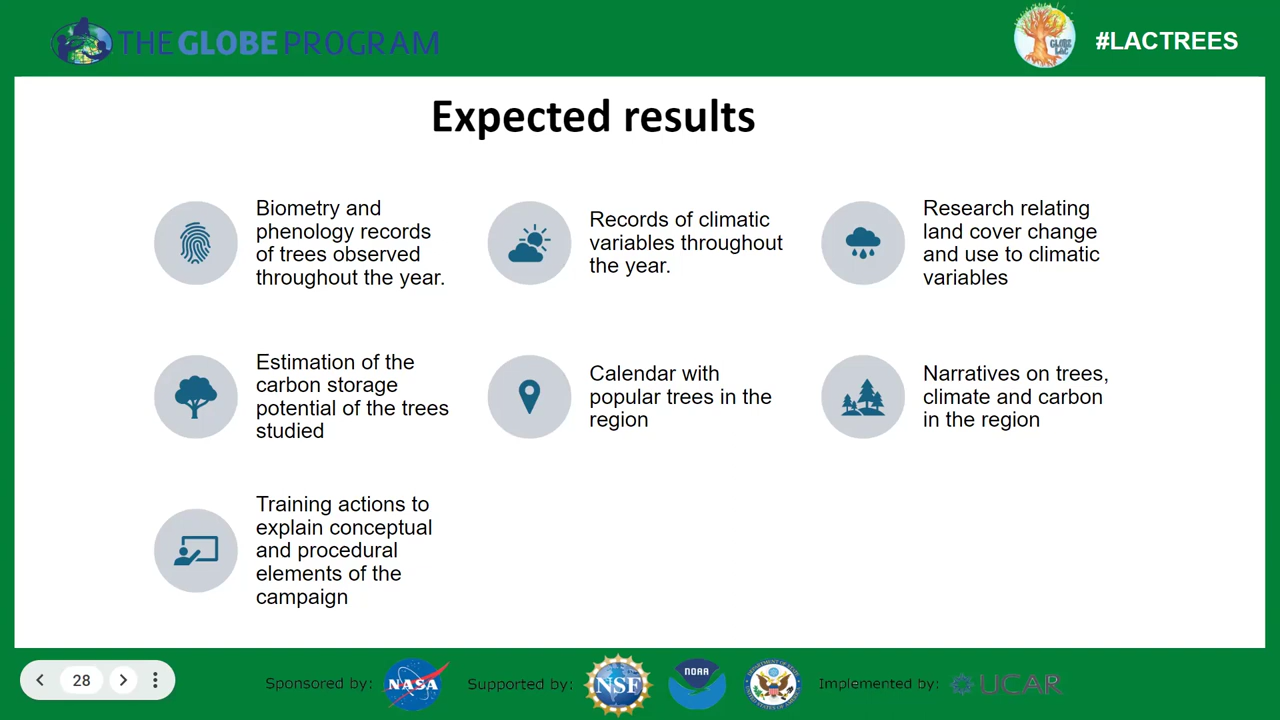 THE GLOBE PROGRAM
GLOBE
LAC
#LACTREES
Expected results
Biometry and
phenology records
of trees observed
throughout the year.
Records of climatic
variables throughout
the year.
Research relating
land cover change
and use to climatic
variables
Estimation of the
carbon storage
potential of the trees
studied
Calendar with
popular trees in the
region
Narratives on trees,
climate and carbon
in the region
Training actions to
explain conceptual
and procedural
elements of the
campaign
28
Sponsored by:
NASA
Supported by:
NSF
NOAA
Implemented by:
UCAR